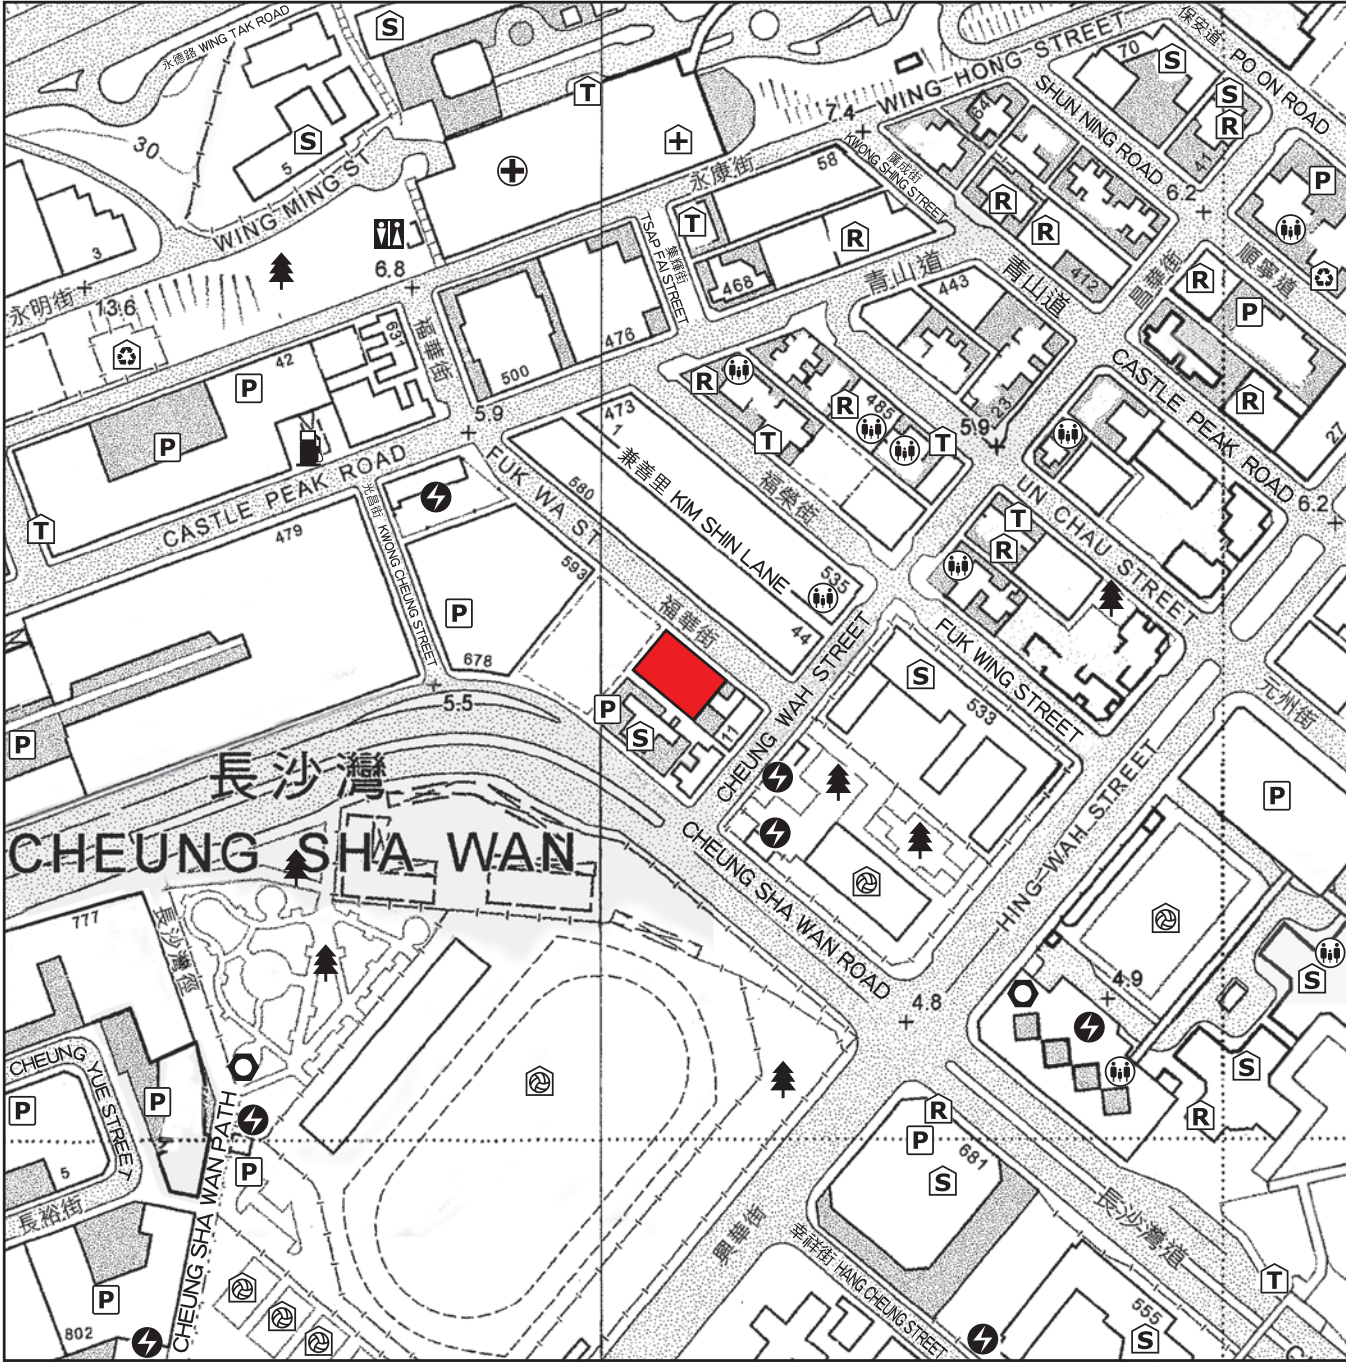 永德路 WING TAK ROAD
S
T
WING HONG STREET
70
S
保安道
PO ON ROAD
7.4
SHUN NING ROAD
S
R
30
S
5
64
41
P
WING MING ST
廣成街
KWONG SHING STREET
永康街
58
6.2
3
TSAP FAI STREET
集輝街
T
R
R
R
順寧道
6.8
468
青山道
443
青山道
412
興華街
R
P
永明街
13.6
63
福華街
476
500
42
P
P
5.9
CASTLE PEAK ROAD
R
R
485
T
T
5.9
23
R
27
CASTLE PEAK ROAD
473
1
兼善里 KIM SHIN LANE
福榮街
6.2
T
479
光昌街 KWONG CHEUNG STREET
FUK WA ST
580
593
535
44
UN CHAU STREET
T
R
P
678
福華街
CHEUNG WAH STREET
S
533
FUK WING STREET
元州街
5.5
P
P
S
11
長沙灣
CHEUNG SHA WAN
P
CHEUNG SHA WAN ROAD
HING WAH STREET
777
長沙灣徑
4.9
4.8
S
CHEUNG YUE STREET
P
P
S
R
R
P
681
S
5
長裕街
CHEUNG SHA WAN PATH
P
長沙灣道
興華街
幸祥街 HANG CHEUNG STREET
T
P
802
555
S